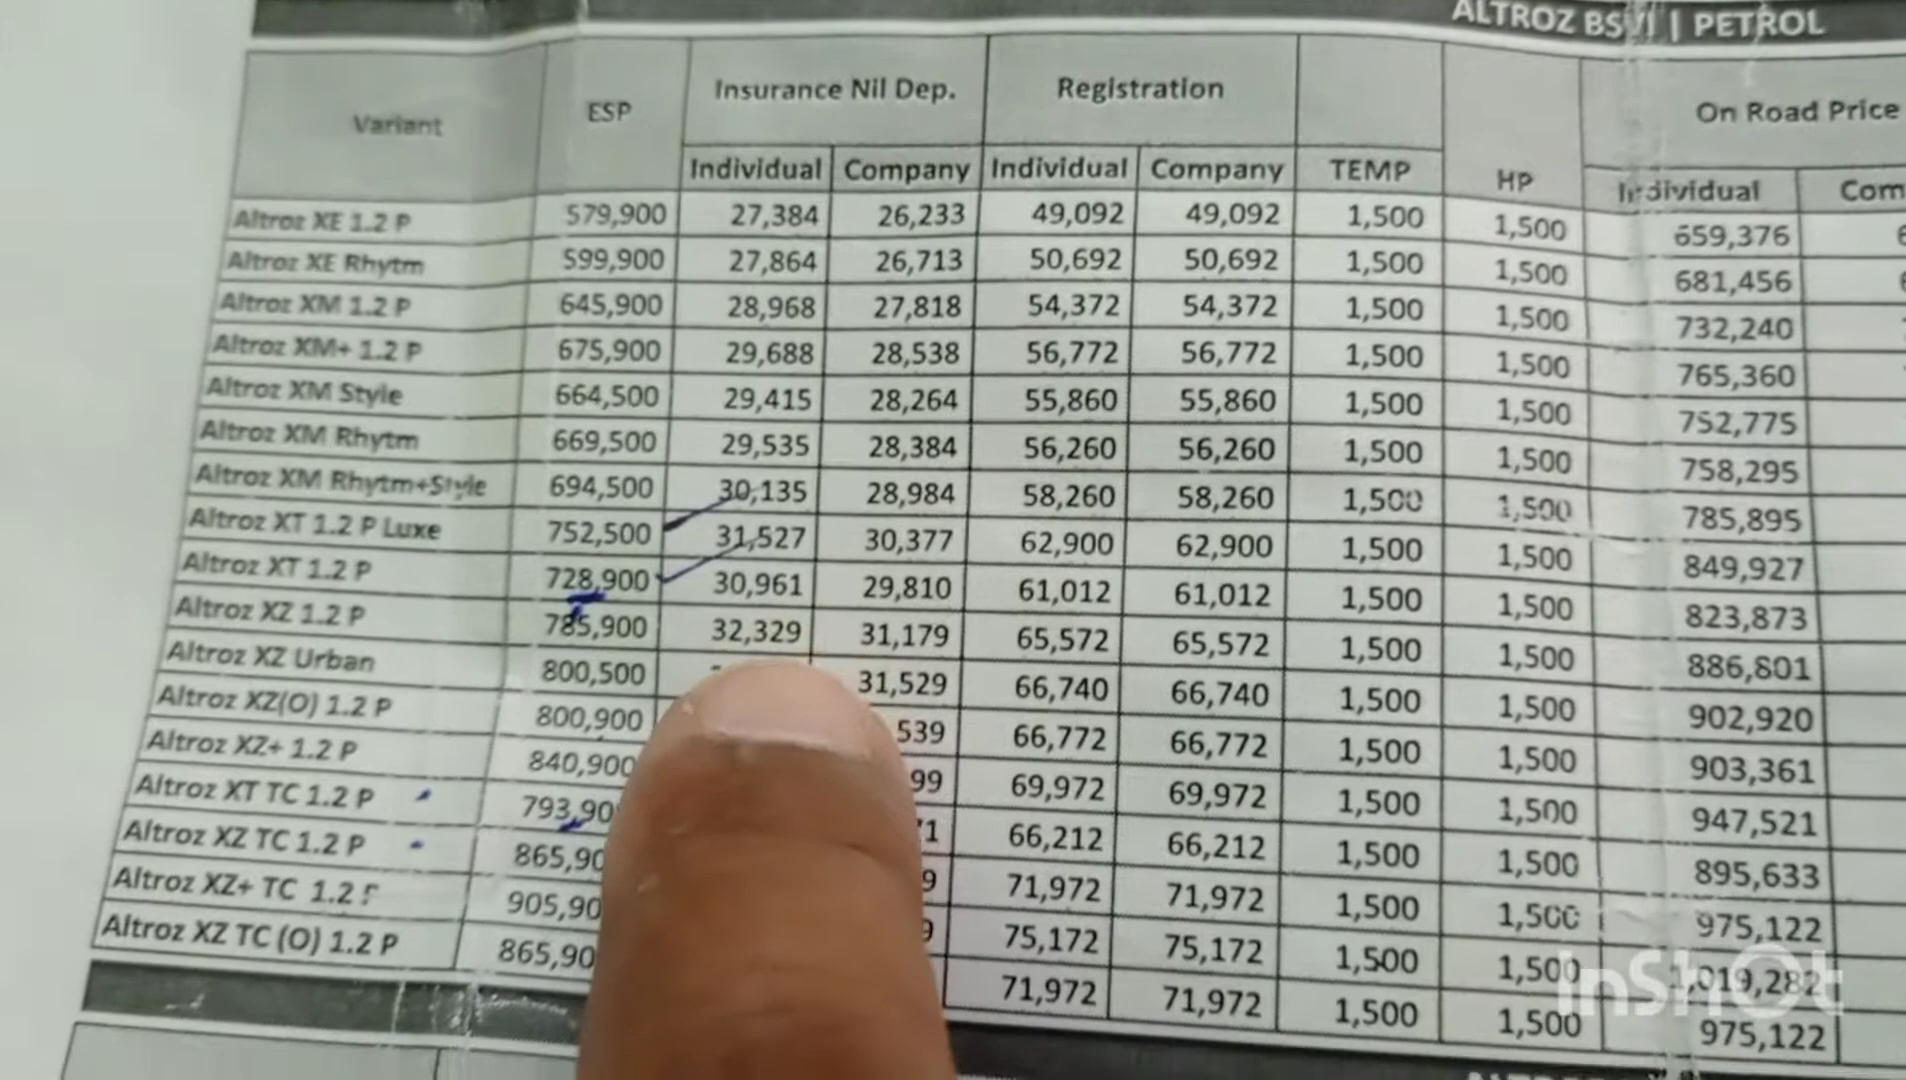 ALTROZ BSVI | PETROL
Variant ESP Insurance Nil Dep. Registration TEMP HP On Road Price
Individual Company Individual Company Individual Com
Altroz XE 1.2 P 579,900 27,384 26,233 49,092 49,092 1,500 1,500 659,376
Altroz XE Rhytm 599,900 27,864 26,713 50,692 50,692 1,500 1,500 681,456
Altroz XM 1.2 P 645,900 28,968 27,818 54,372 54,372 1,500 1,500 732,240
Altroz XM+ 1.2 P 675,900 29,688 28,538 56,772 56,772 1,500 1,500 765,360
Altroz XM Style 664,500 29,415 28,264 55,860 55,860 1,500 1,500 752,775
Altroz XM Rhytm 669,500 29,535 28,384 56,260 56,260 1,500 1,500 758,295
Altroz XM Rhytm+Style 694,500 30,135 28,984 58,260 58,260 1,500 1,500 785,895
Altroz XT 1.2 P Luxe 752,500 31,527 30,377 62,900 62,900 1,500 1,500 849,927
Altroz XT 1.2 P 728,900 30,961 29,810 61,012 61,012 1,500 1,500 823,873
Altroz XZ 1.2 P 785,900 32,329 31,179 65,572 65,572 1,500 1,500 886,801
Altroz XZ Urban 800,500 31,529 66,740 66,740 1,500 1,500 902,920
Altroz XZ(O) 1.2 P 800,900 539 66,772 66,772 1,500 1,500 903,361
Altroz XZ+ 1.2 P 840,900 99 69,972 69,972 1,500 1,500 947,521
Altroz XT TC 1.2 P 793,90 1 66,212 66,212 1,500 1,500 895,633
Altroz XZ TC 1.2 P 865,90 9 71,972 71,972 1,500 1,500 975,122
Altroz XZ+ TC 1.2 P 905,90 9 75,172 75,172 1,500 1,500 1,019,282
Altroz XZ TC (O) 1.2 P 865,90 71,972 71,972 1,500 1,500 975,122
InShOt